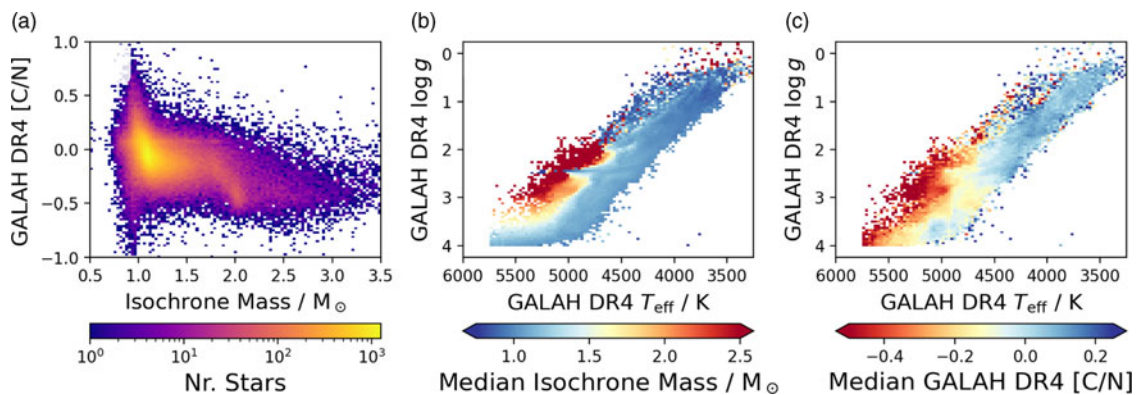 (a)
GALAH DR4 [C/N]
1.0
0.5
0.0
−0.5
−1.0
0.5 1.0 1.5 2.0 2.5 3.0 3.5
Isochrone Mass / M⊙
10⁰ 10¹ 10² 10³
Nr. Stars
(b)
GALAH DR4 log g
0
1
2
3
4
6000 5500 5000 4500 4000 3500
GALAH DR4 Teff / K
1.0 1.5 2.0 2.5
Median Isochrone Mass / M⊙
(c)
GALAH DR4 log g
0
1
2
3
4
6000 5500 5000 4500 4000 3500
GALAH DR4 Teff / K
−0.4 −0.2 0.0 0.2
Median GALAH DR4 [C/N]